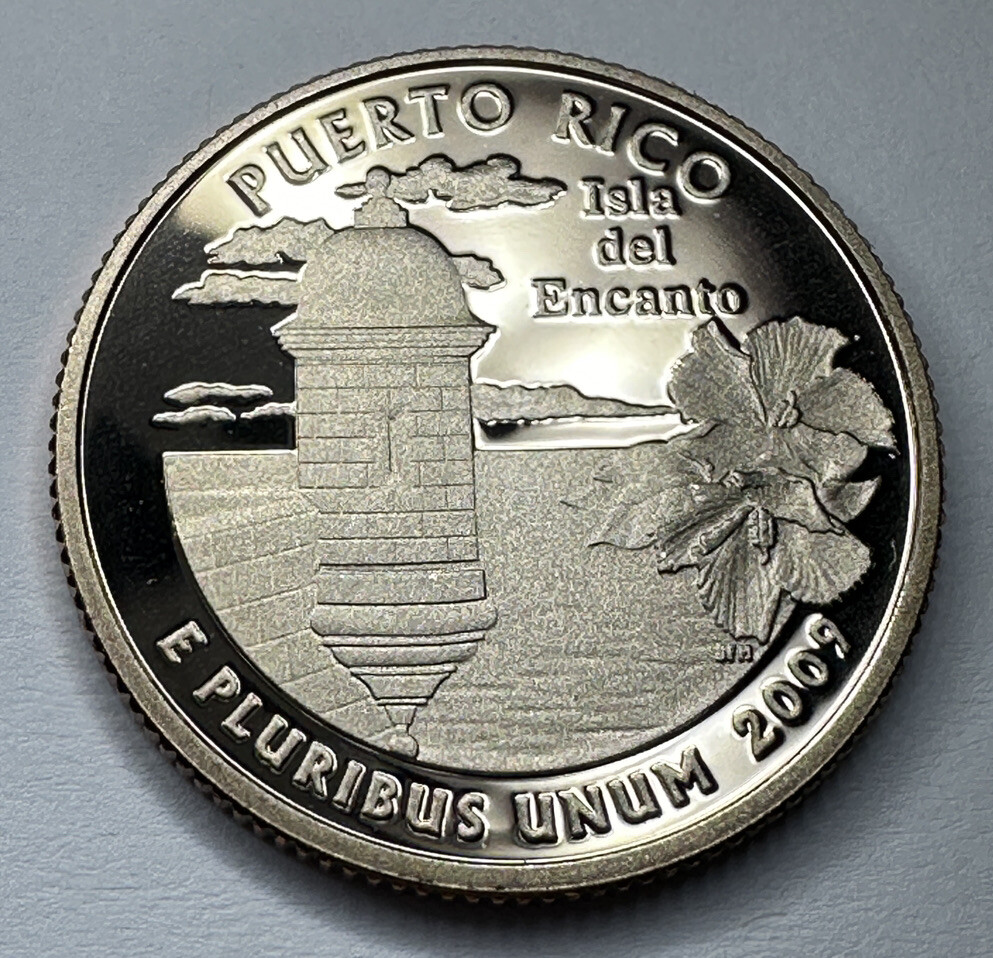 PUERTO RICO
Isla
del
Encanto
E PLURIBUS UNUM 2009